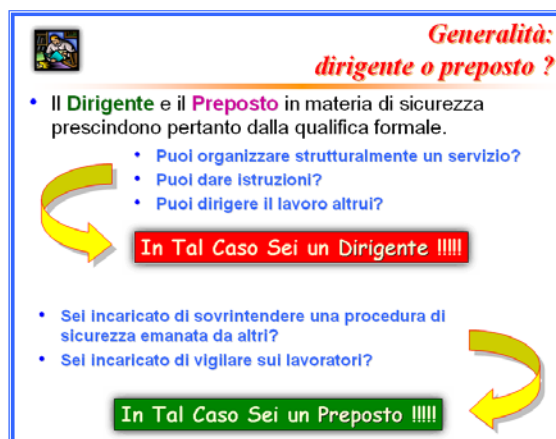 Generalità:
dirigente o preposto ?
• Il Dirigente e il Preposto in materia di sicurezza
prescindono pertanto dalla qualifica formale.
• Puoi organizzare strutturalmente un servizio?
• Puoi dare istruzioni?
• Puoi dirigere il lavoro altrui?
In Tal Caso Sei un Dirigente !!!!!
• Sei incaricato di sovrintendere una procedura di
sicurezza emanata da altri?
• Sei incaricato di vigilare sui lavoratori?
In Tal Caso Sei un Preposto !!!!!